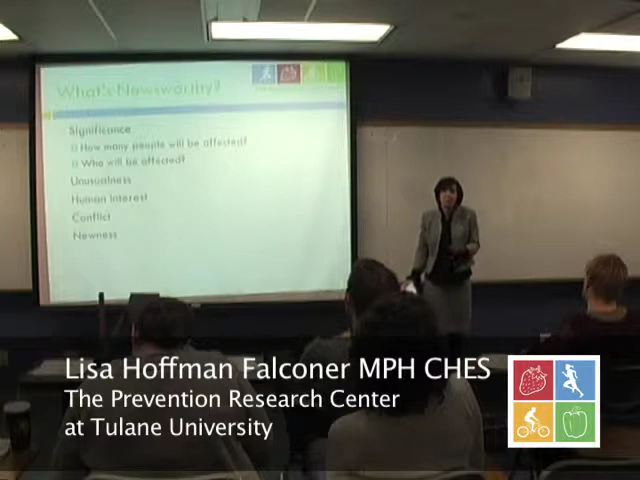 What's Newsworthy?
Significance
How many people will be affected?
Who will be affected?
Unusualness
Human Interest
Conflict
Newness
Lisa Hoffman Falconer MPH CHES
The Prevention Research Center
at Tulane University